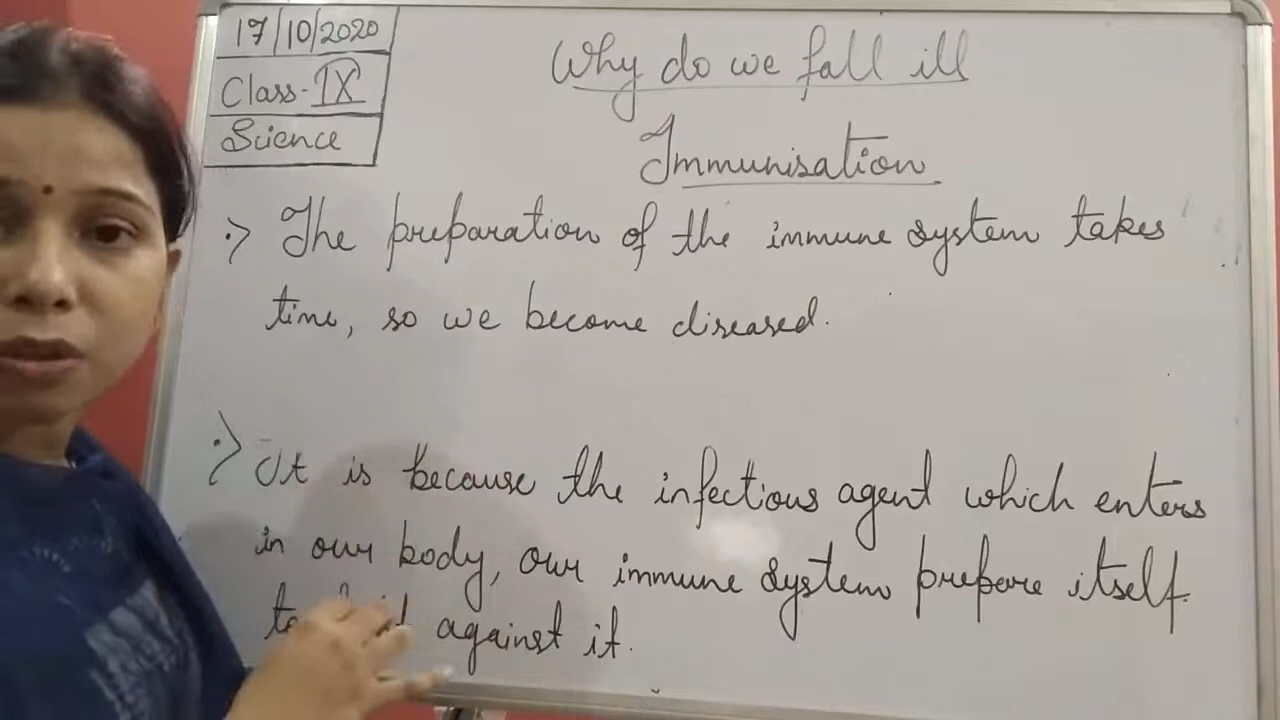 17/10/2020
Class-IX
Science
Why do we fall ill
Immunisation
The preparation of the immune system takes
time, so we become diseased.
It is because the infectious agent which enters
in our body, our immune system prepare itself
to against it.